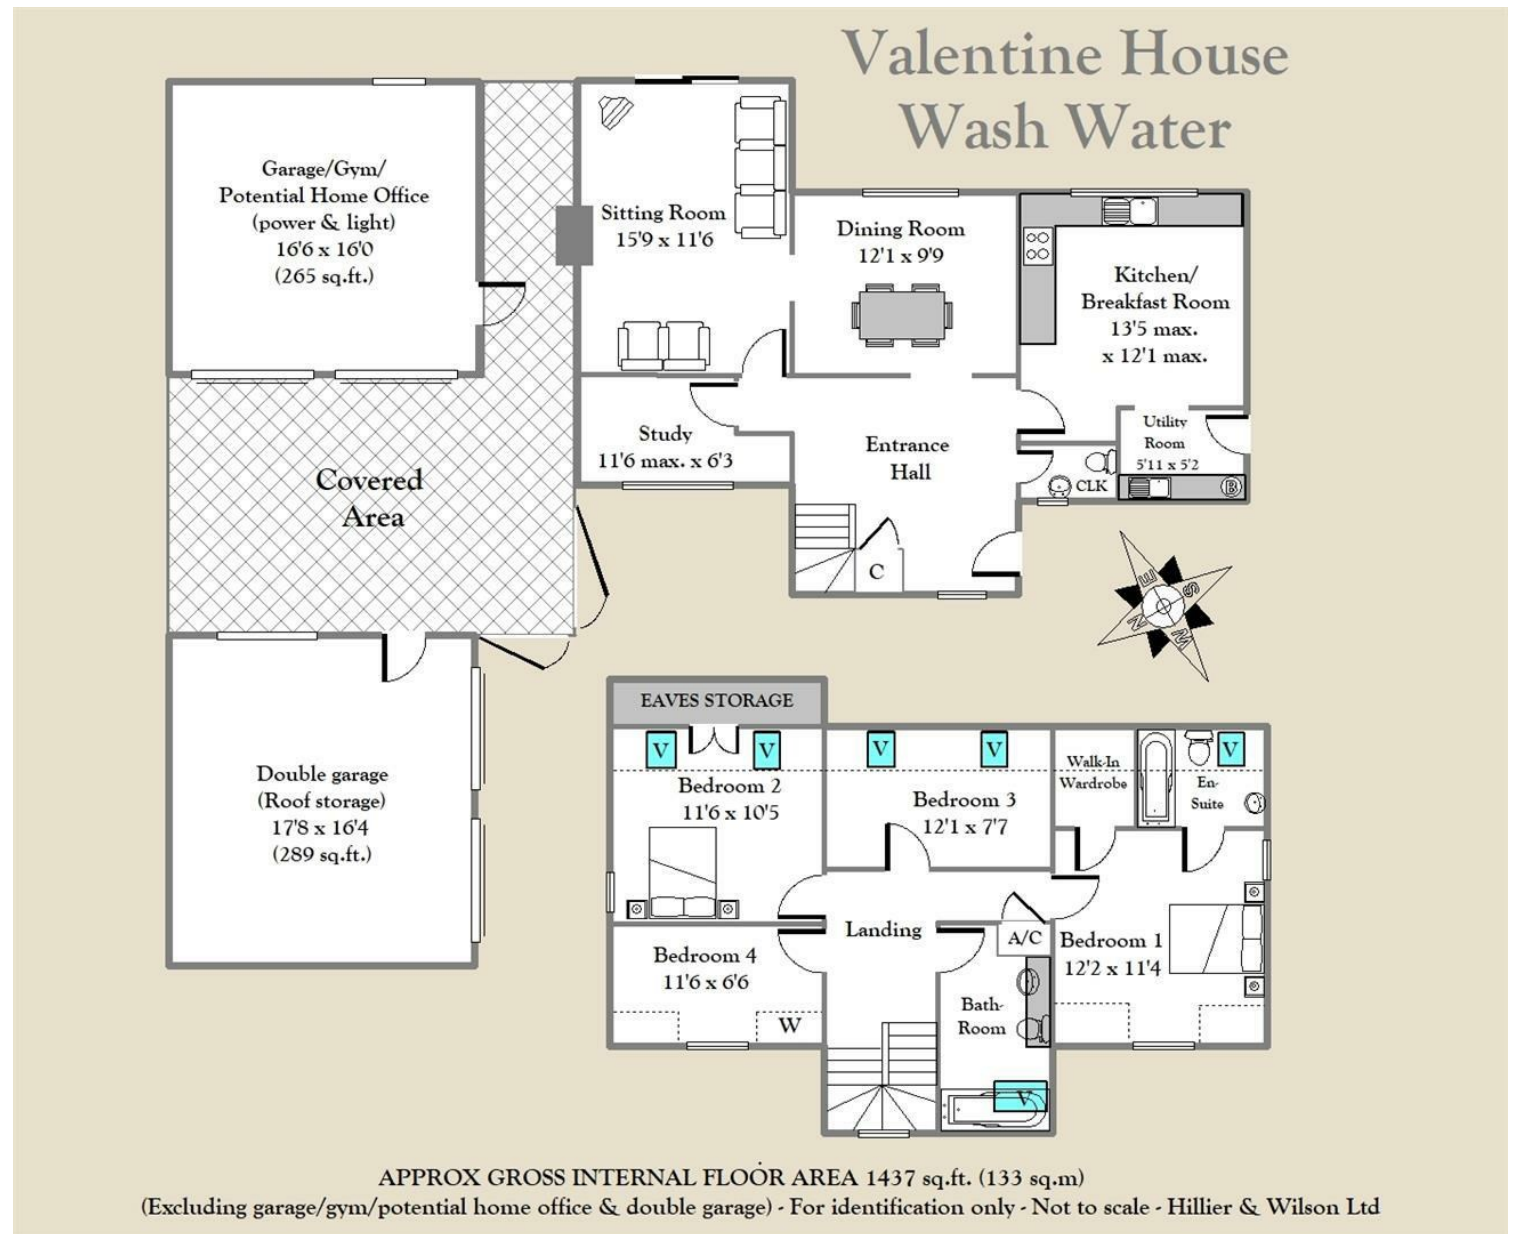 Valentine House
Wash Water
Garage/Gym/
Potential Home Office
(power & light)
16'6 x 16'0
(265 sq.ft.)
Sitting Room
15'9 x 11'6
Dining Room
12'1 x 9'9
Kitchen/
Breakfast Room
13'5 max.
x 12'1 max.
Study
11'6 max. x 6'3
Entrance
Hall
Utility
Room
5'11 x 5'2
CLK
B
C
Covered
Area
E
S
N
W
Double garage
(Roof storage)
17'8 x 16'4
(289 sq.ft.)
EAVES STORAGE
V
V
V
V
V
Bedroom 2
11'6 x 10'5
Bedroom 3
12'1 x 7'7
Walk-In
Wardrobe
En-
Suite
Landing
A/C
Bedroom 1
12'2 x 11'4
Bedroom 4
11'6 x 6'6
W
Bath-
Room
V
APPROX GROSS INTERNAL FLOOR AREA 1437 sq.ft. (133 sq.m)
(Excluding garage/gym/potential home office & double garage) - For identification only - Not to scale - Hillier & Wilson Ltd